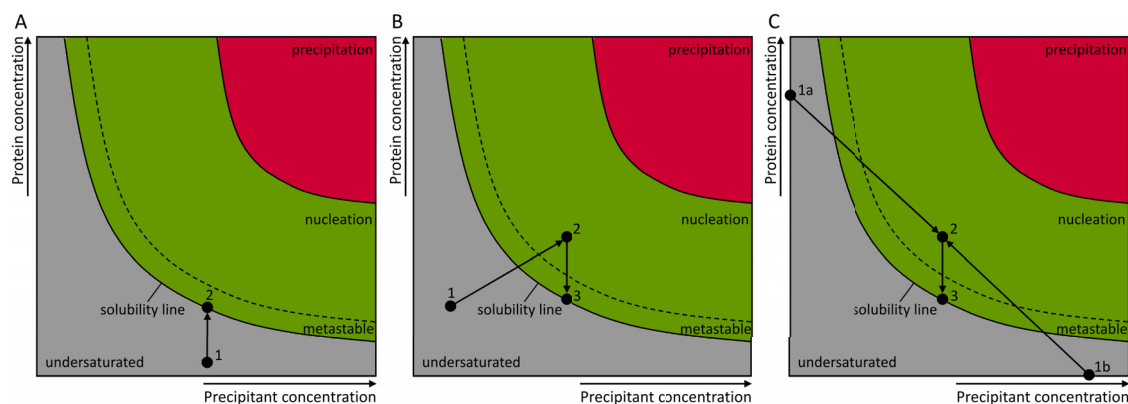 A
Protein concentration
precipitation
nucleation
2
solubility line
metastable
1
undersaturated
Precipitant concentration
B
Protein concentration
precipitation
nucleation
2
1
3
solubility line
metastable
undersaturated
Precipitant concentration
C
Protein concentration
precipitation
1a
nucleation
2
3
solubility line
metastable
undersaturated
1b
Precipitant concentration